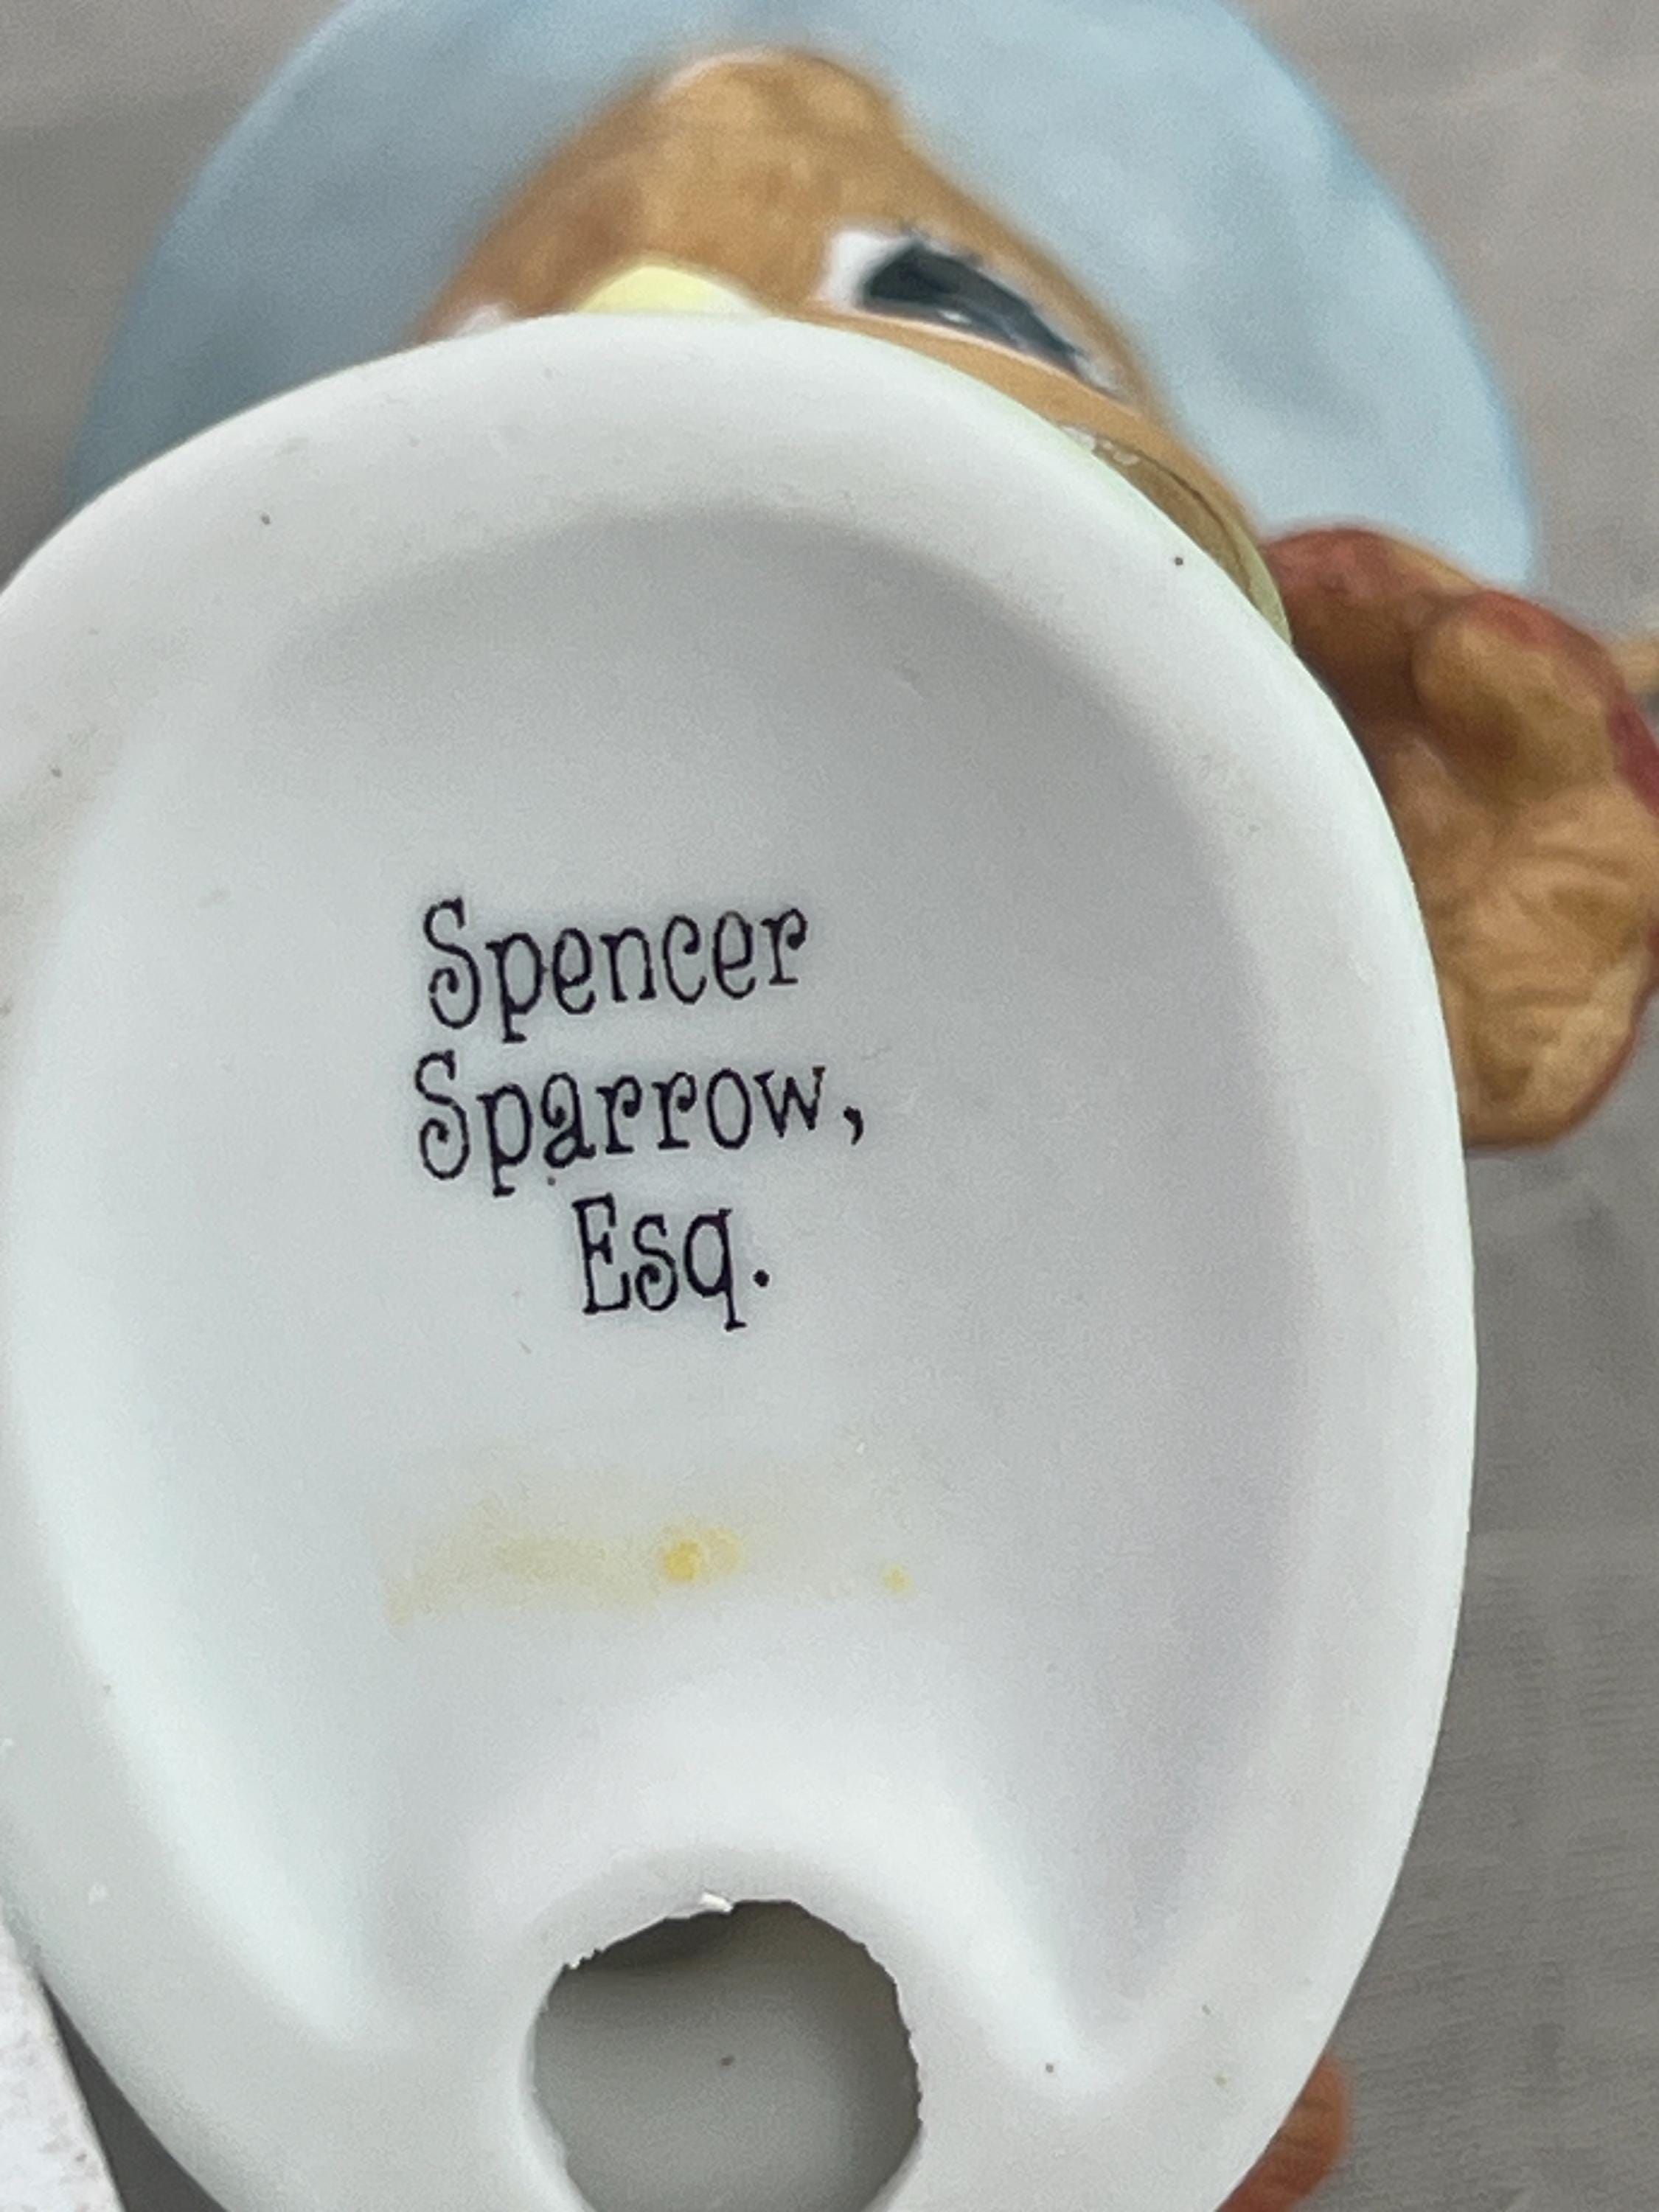 Spencer
Sparrow,
Esq.